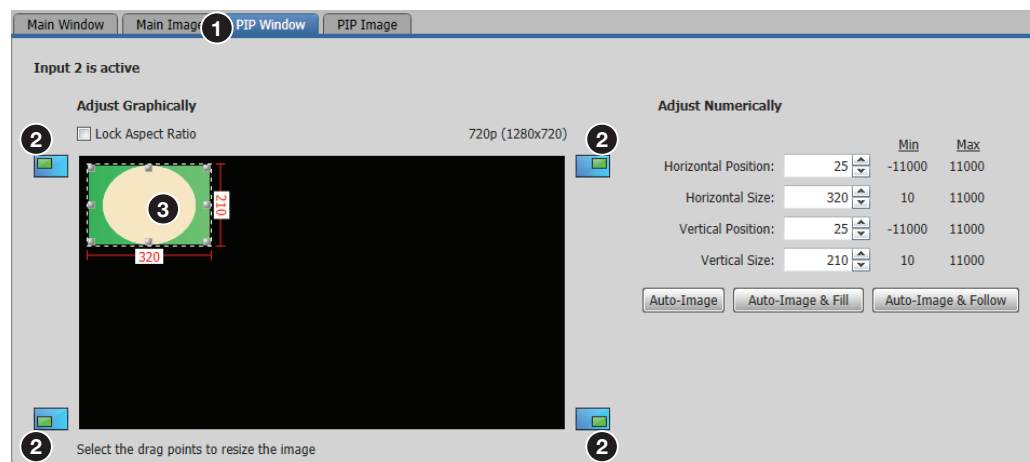 Main Window Main Image PIP Window PIP Image
1
Input 2 is active
Adjust Graphically Adjust Numerically
2 Lock Aspect Ratio 720p (1280x720) 2
Min Max
Horizontal Position: 25 -11000 11000
Horizontal Size: 320 10 11000
3 210
Vertical Position: 25 -11000 11000
320
Vertical Size: 210 10 11000
Auto-Image Auto-Image & Fill Auto-Image & Follow
2 Select the drag points to resize the image 2